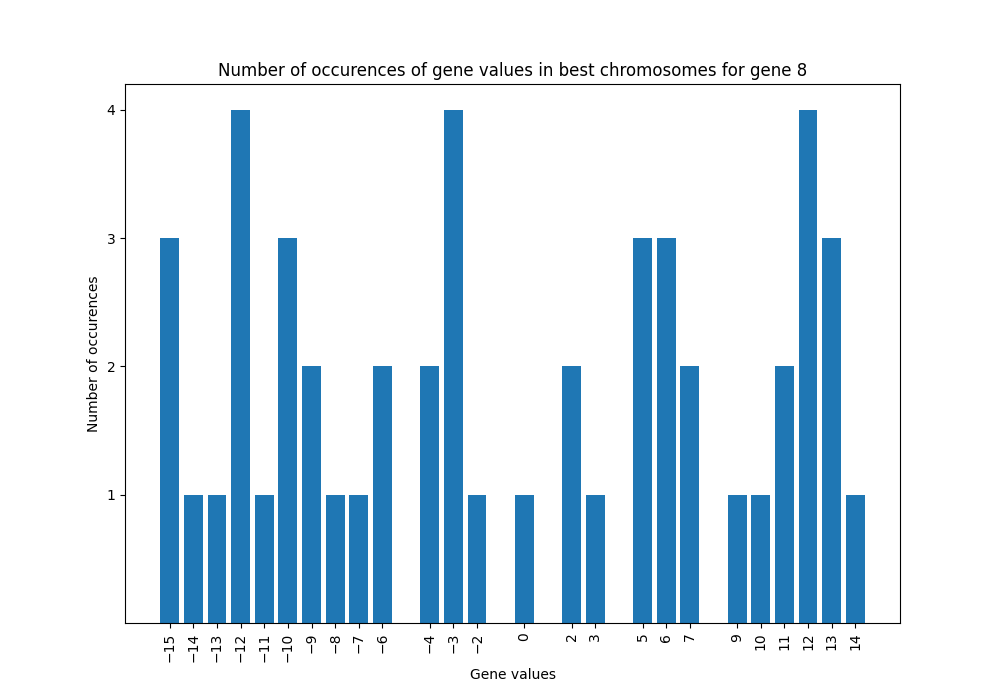 Number of occurences of gene values in best chromosomes for gene 8
4
3
2
1
Number of occurences
−15 −14 −13 −12 −11 −10 −9 −8 −7 −6 −4 −3 −2 0 2 3 5 6 7 9 10 11 12 13 14
Gene values